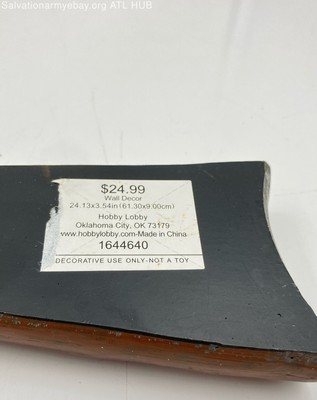 Salvationarmyebay.org ATL HUB
$24.99
Wall Decor
24.13x3.54in(61.30x9.00cm)
Hobby Lobby
Oklahoma City, OK 73179
www.hobbylobby.com-Made in China
1644640
DECORATIVE USE ONLY-NOT A TOY